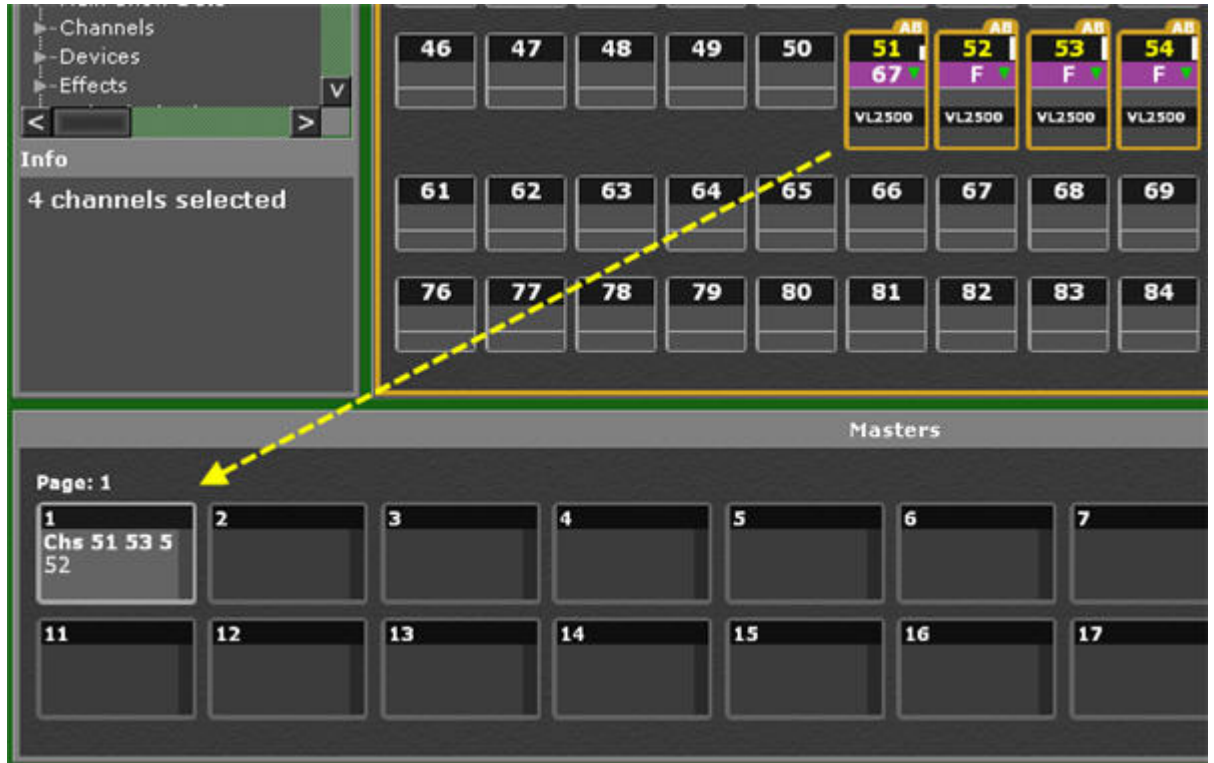 Channels
Devices
Effects
Info
4 channels selected
46 47 48 49 50 51 52 53 54
AB AB AB AB
67 F F F
VL2500 VL2500 VL2500 VL2500
61 62 63 64 65 66 67 68 69
76 77 78 79 80 81 82 83 84
Masters
Page: 1
1 2 3 4 5 6 7
Chs 51 53 5
52
11 12 13 14 15 16 17